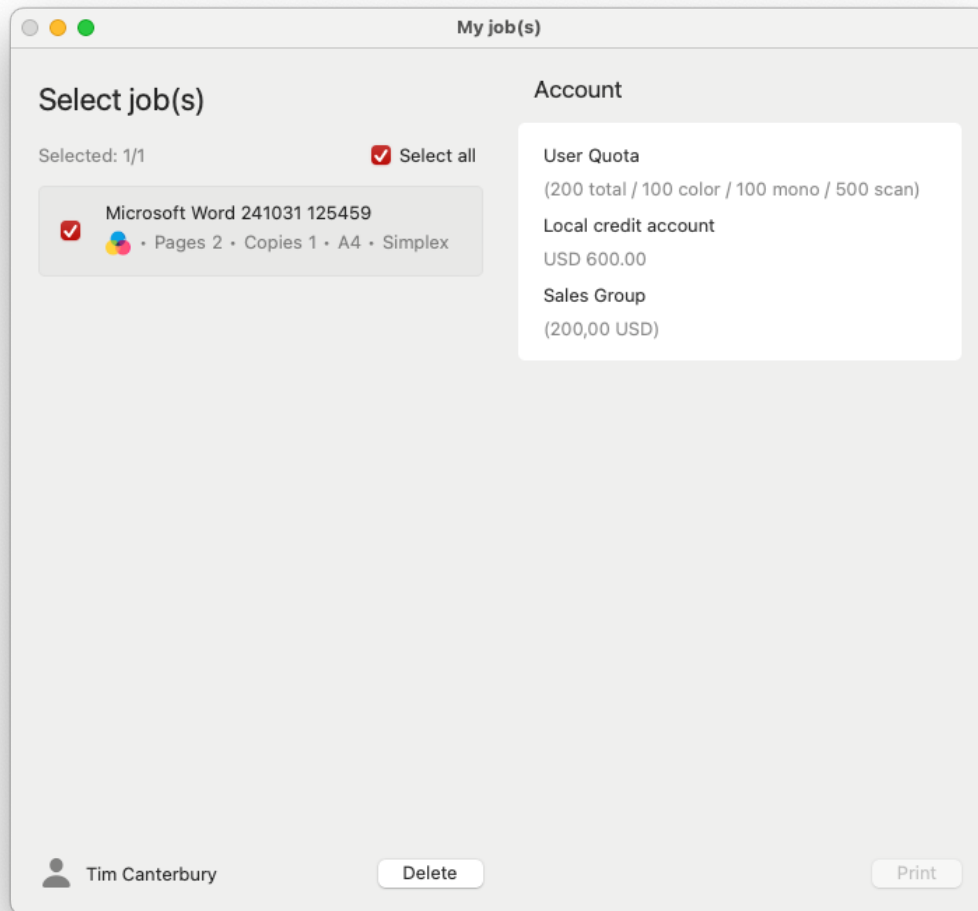 My job(s)
Select job(s)
Selected: 1/1
Select all
Microsoft Word 241031 125459
• Pages 2 • Copies 1 • A4 • Simplex
Account
User Quota
(200 total / 100 color / 100 mono / 500 scan)
Local credit account
USD 600.00
Sales Group
(200,00 USD)
Tim Canterbury
Delete
Print